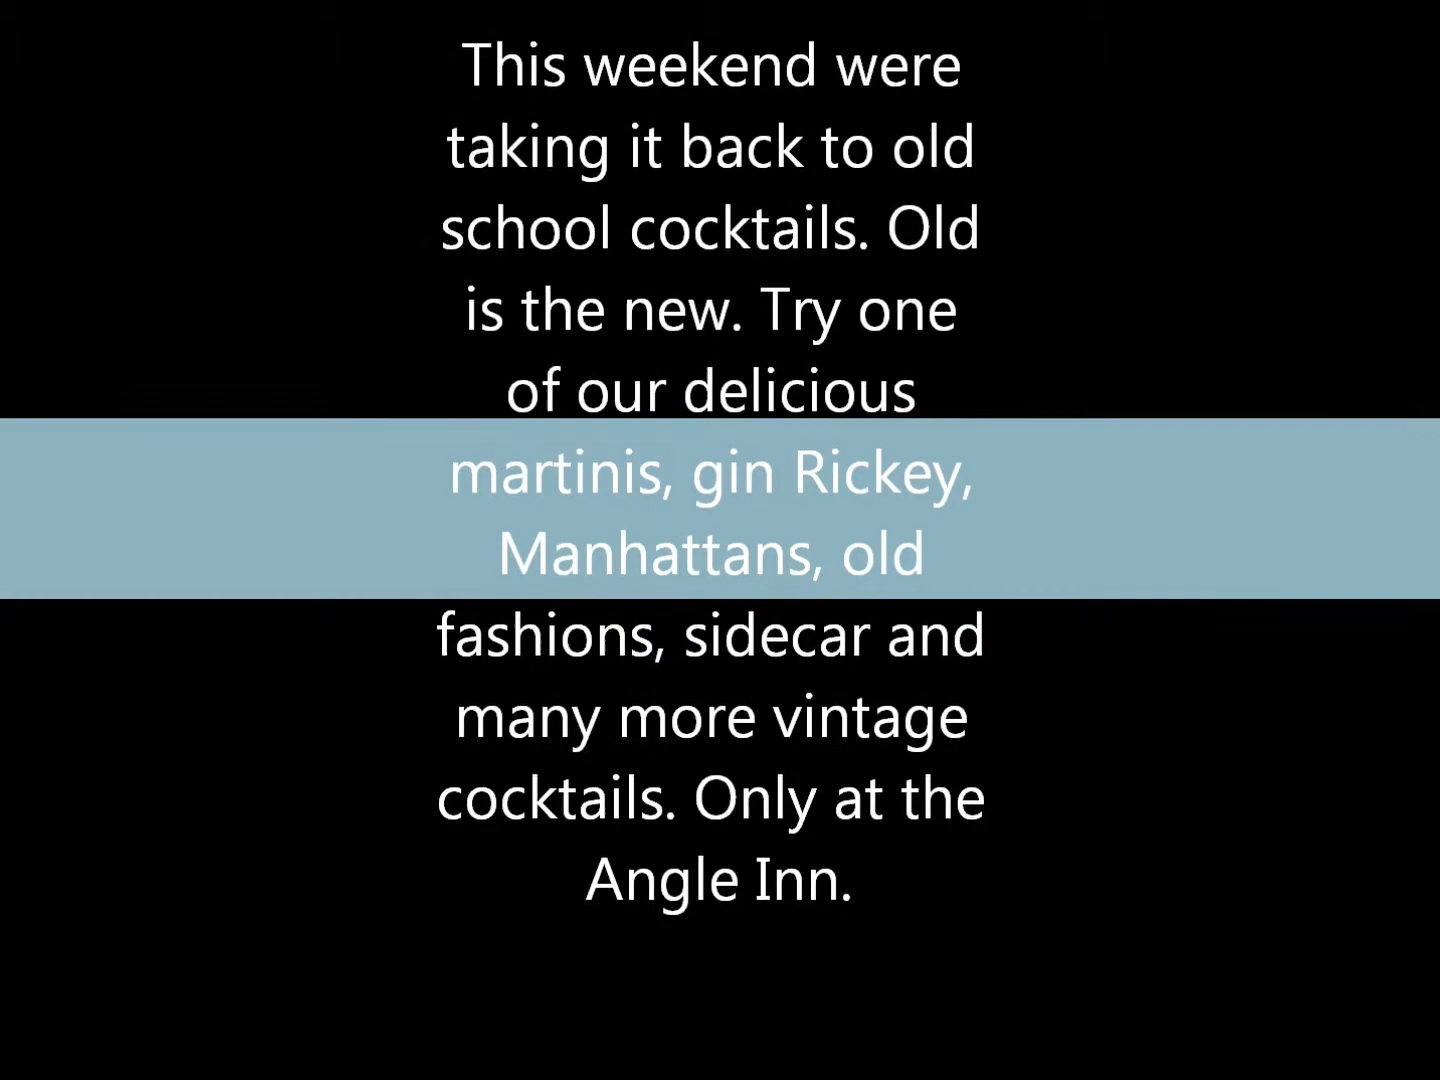 This weekend were
taking it back to old
school cocktails. Old
is the new. Try one
of our delicious
martinis, gin Rickey,
Manhattans, old
fashions, sidecar and
many more vintage
cocktails. Only at the
Angle Inn.